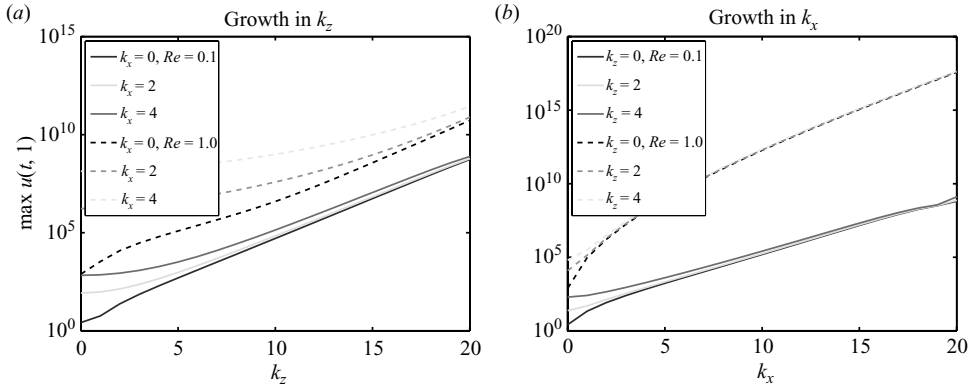 (a)
Growth in k_z
10^15
10^10
10^5
10^0
max u(t, 1)
k_x = 0, Re = 0.1
k_x = 2
k_x = 4
k_x = 0, Re = 1.0
k_x = 2
k_x = 4
0 5 10 15 20
k_z
(b)
Growth in k_x
10^20
10^15
10^10
10^5
10^0
k_z = 0, Re = 0.1
k_z = 2
k_z = 4
k_z = 0, Re = 1.0
k_z = 2
k_z = 4
0 5 10 15 20
k_x